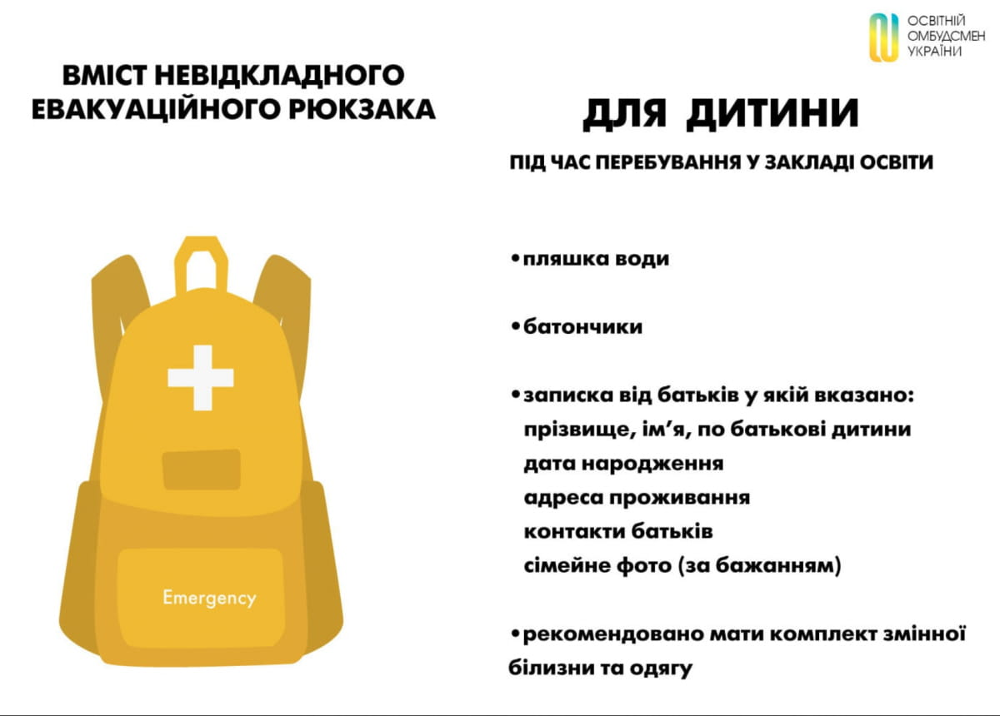 ОСВІТНІЙ
ОМБУДСМЕН
УКРАЇНИ
ВМІСТ НЕВІДКЛАДНОГО
ЕВАКУАЦІЙНОГО РЮКЗАКА
ДЛЯ ДИТИНИ
ПІД ЧАС ПЕРЕБУВАННЯ У ЗАКЛАДІ ОСВІТИ
•пляшка води
•батончики
•записка від батьків у якій вказано:
прізвище, ім’я, по батькові дитини
дата народження
адреса проживання
контакти батьків
сімейне фото (за бажанням)
•рекомендовано мати комплект змінної
білизни та одягу
Emergency